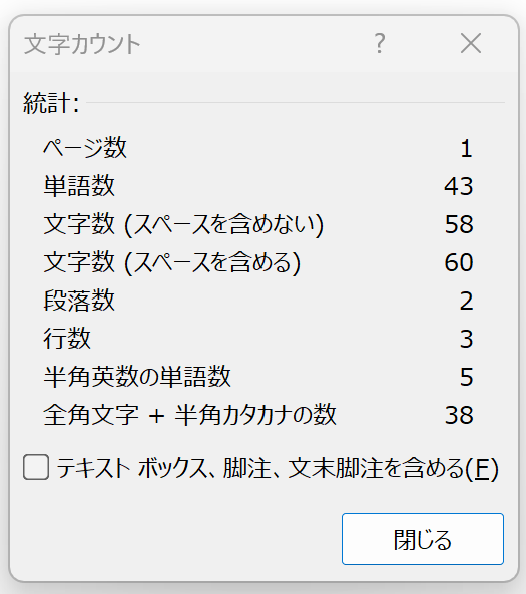 文字カウント ? ×
統計:
ページ数 1
単語数 43
文字数 (スペースを含めない) 58
文字数 (スペースを含める) 60
段落数 2
行数 3
半角英数の単語数 5
全角文字 + 半角カタカナの数 38
テキスト ボックス、脚注、文末脚注を含める(F)
閉じる